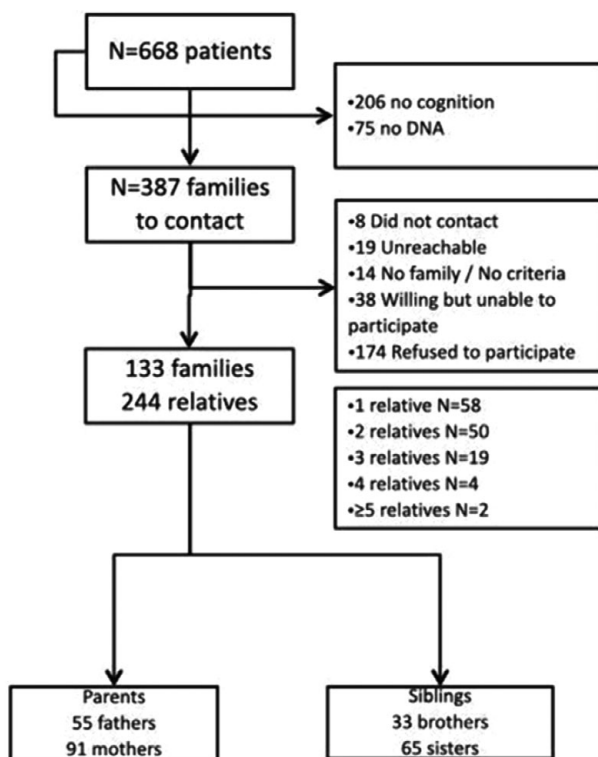 N=668 patients
•206 no cognition
•75 no DNA
N=387 families
to contact
•8 Did not contact
•19 Unreachable
•14 No family / No criteria
•38 Willing but unable to
participate
•174 Refused to participate
133 families
244 relatives
•1 relative N=58
•2 relatives N=50
•3 relatives N=19
•4 relatives N=4
•≥5 relatives N=2
Parents
55 fathers
91 mothers
Siblings
33 brothers
65 sisters